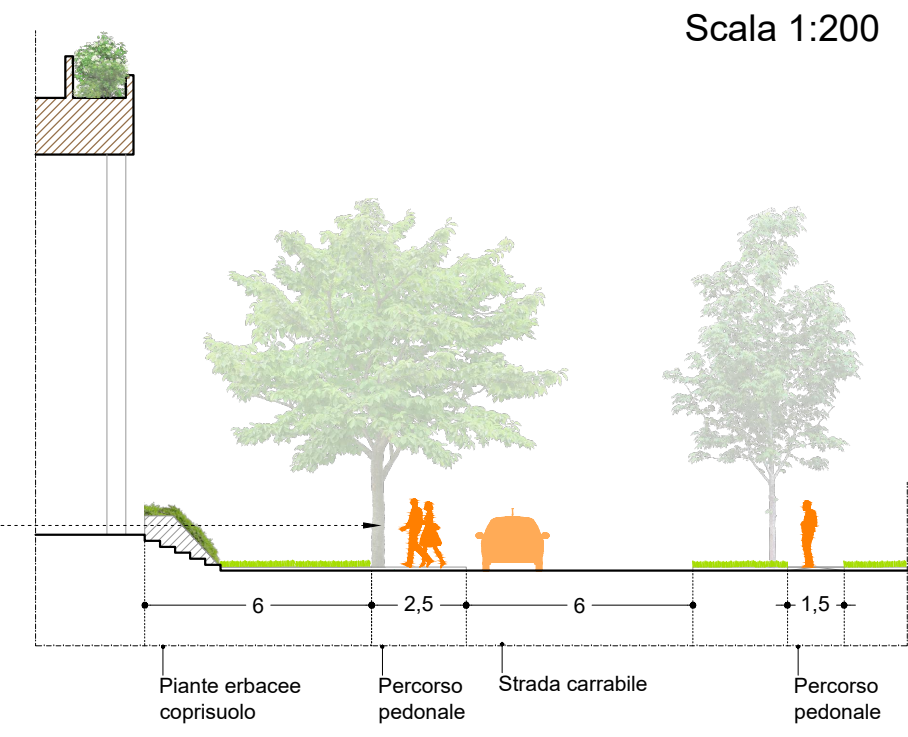 Scala 1:200
6
2,5
6
1,5
Piante erbacee
coprisuolo
Percorso
pedonale
Strada carrabile
Percorso
pedonale